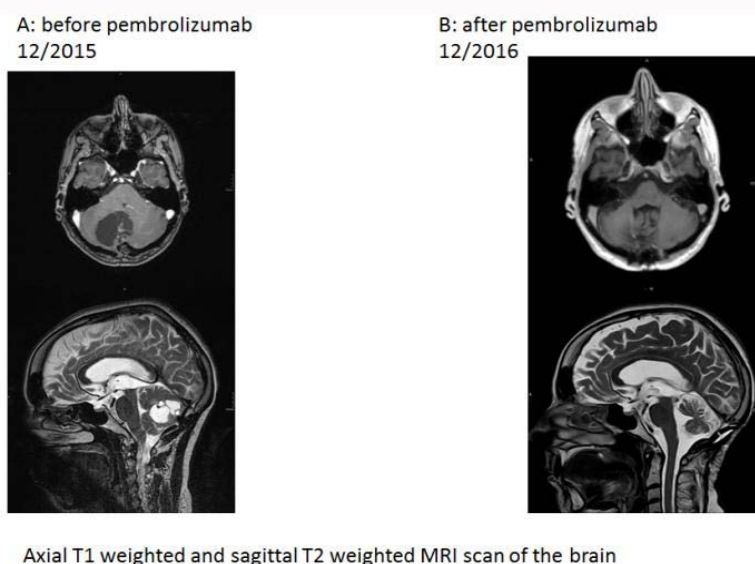 A: before pembrolizumab
12/2015
B: after pembrolizumab
12/2016
Axial T1 weighted and sagittal T2 weighted MRI scan of the brain